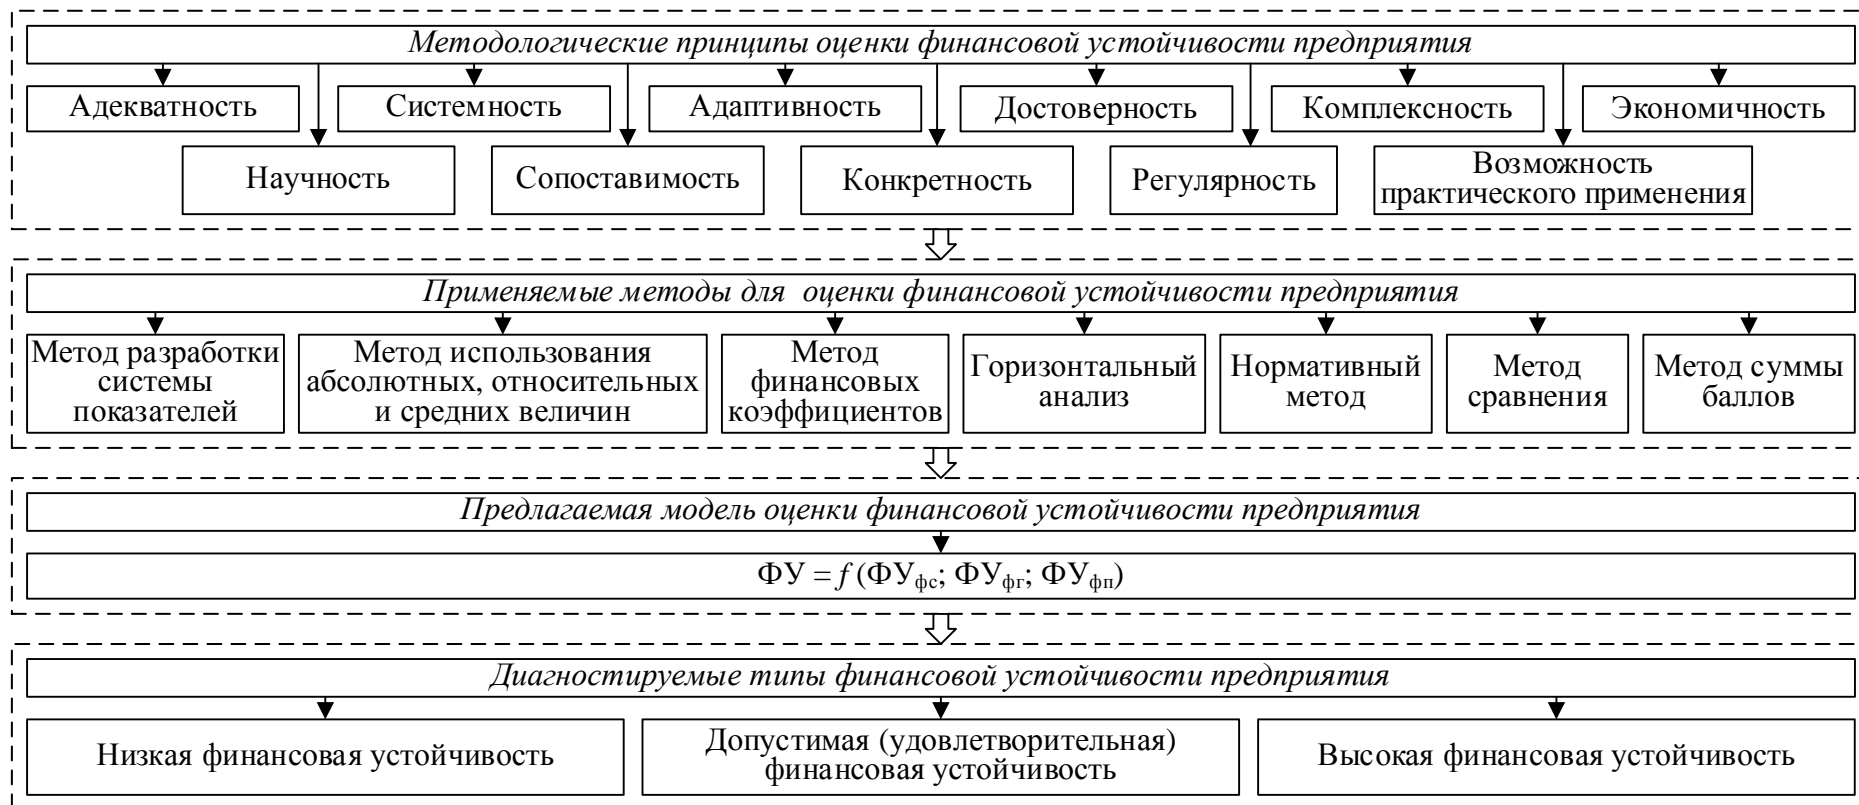 Методологические принципы оценки финансовой устойчивости предприятия
Адекватность
Системность
Адаптивность
Достоверность
Комплексность
Экономичность
Научность
Сопоставимость
Конкретность
Регулярность
Возможность
практического применения
Применяемые методы для оценки финансовой устойчивости предприятия
Метод разработки
системы
показателей
Метод использования
абсолютных, относительных
и средних величин
Метод
финансовых
коэффициентов
Горизонтальный
анализ
Нормативный
метод
Метод
сравнения
Метод суммы
баллов
Предлагаемая модель оценки финансовой устойчивости предприятия
ФУ = f (ФУфс; ФУфг; ФУфп)
Диагностируемые типы финансовой устойчивости предприятия
Низкая финансовая устойчивость
Допустимая (удовлетворительная)
финансовая устойчивость
Высокая финансовая устойчивость